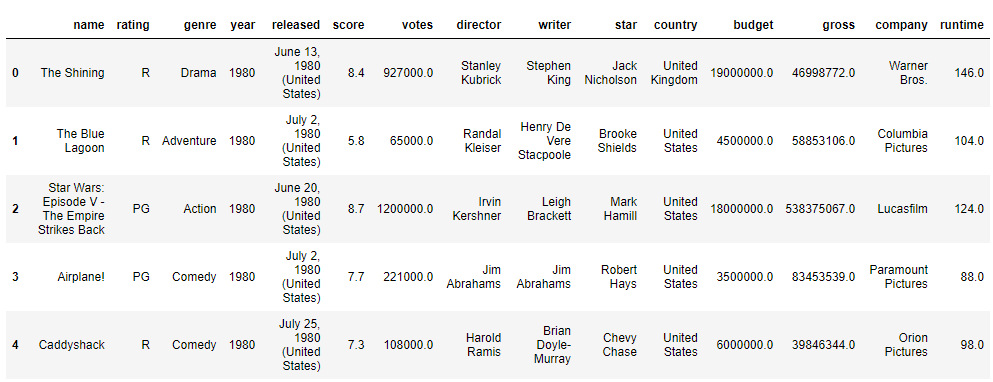 name rating genre year released score votes director writer star country budget gross company runtime
0 The Shining R Drama 1980 June 13, 1980 (United States) 8.4 927000.0 Stanley Kubrick Stephen King Jack Nicholson United Kingdom 19000000.0 46998772.0 Warner Bros. 146.0
1 The Blue Lagoon R Adventure 1980 July 2, 1980 (United States) 5.8 65000.0 Randal Kleiser Henry De Vere Stacpoole Brooke Shields United States 4500000.0 58853106.0 Columbia Pictures 104.0
2 Star Wars: Episode V - The Empire Strikes Back PG Action 1980 June 20, 1980 (United States) 8.7 1200000.0 Irvin Kershner Leigh Brackett Mark Hamill United States 18000000.0 538375067.0 Lucasfilm 124.0
3 Airplane! PG Comedy 1980 July 2, 1980 (United States) 7.7 221000.0 Jim Abrahams Jim Abrahams Robert Hays United States 3500000.0 83453539.0 Paramount Pictures 88.0
4 Caddyshack R Comedy 1980 July 25, 1980 (United States) 7.3 108000.0 Harold Ramis Brian Doyle-Murray Chevy Chase United States 6000000.0 39846344.0 Orion Pictures 98.0